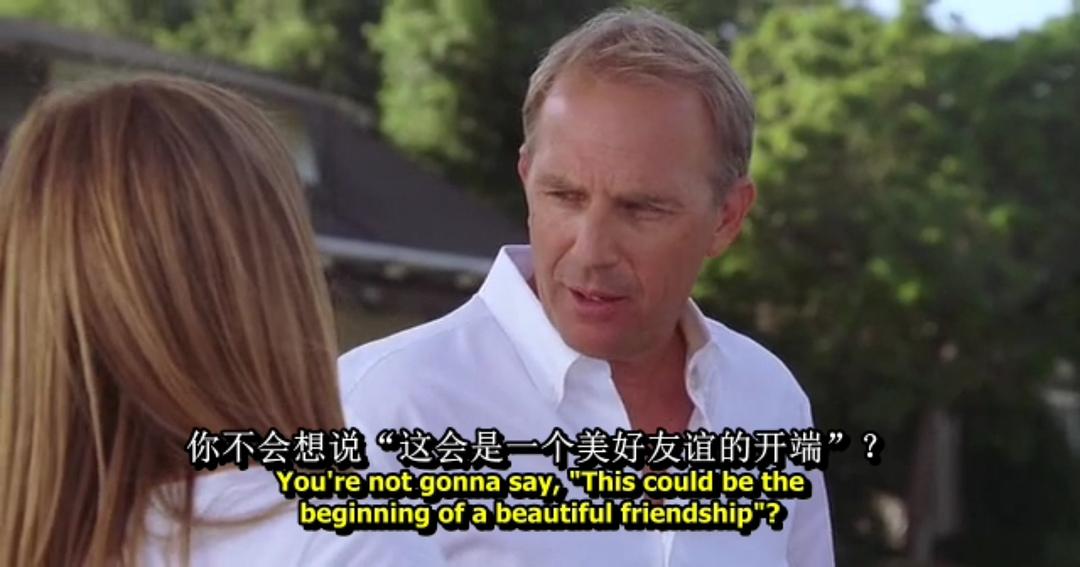 你不会想说“这会是一个美好友谊的开端”？
You're not gonna say, "This could be the
beginning of a beautiful friendship"?